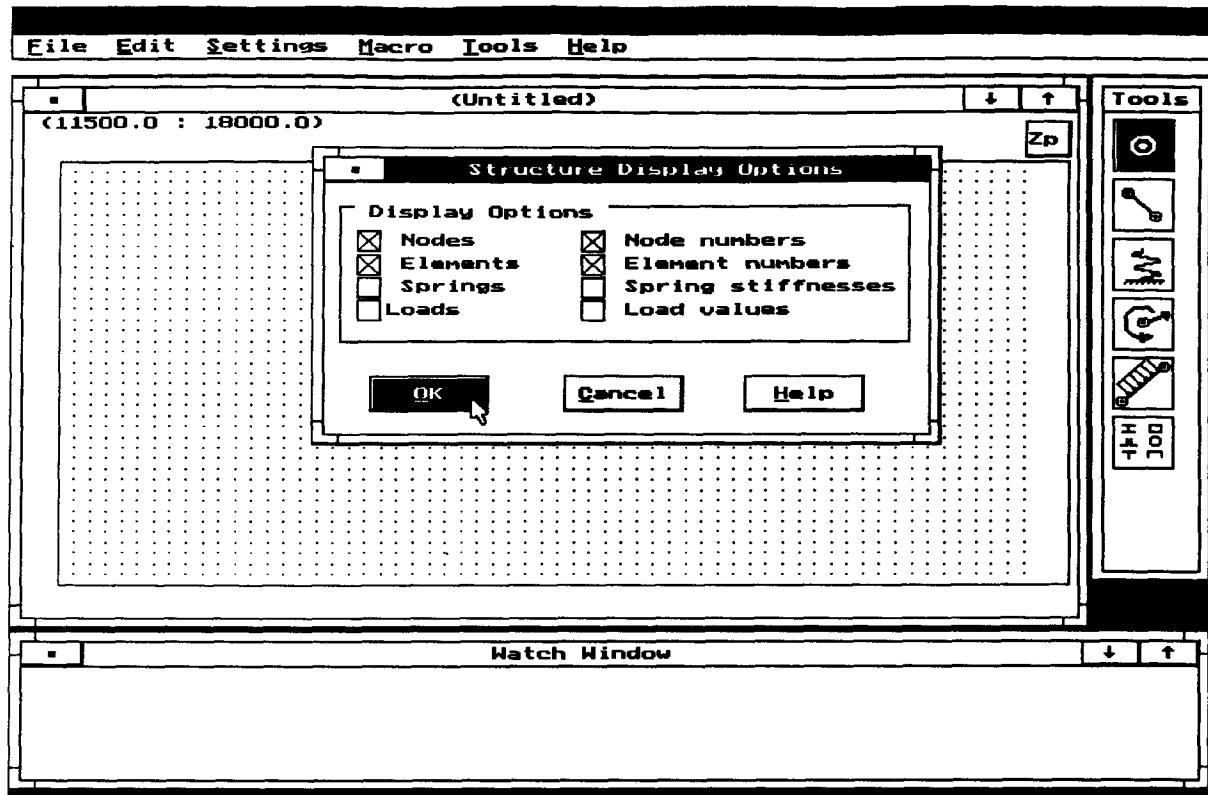 File Edit Settings Macro Tools Help
(Untitled)
Tools
(11500.0 : 18000.0)
Zp
Structure Display Options
Display Options
Nodes Node numbers
Elements Element numbers
Springs Spring stiffnesses
Loads Load values
OK Cancel Help
Watch Window